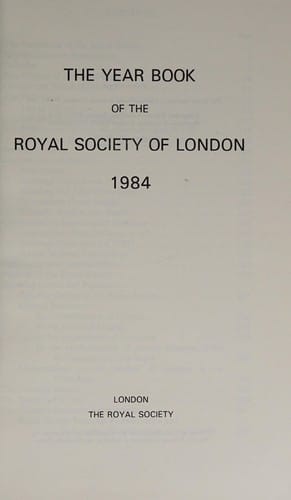 THE YEAR BOOK
OF THE
ROYAL SOCIETY OF LONDON
1984
LONDON
THE ROYAL SOCIETY